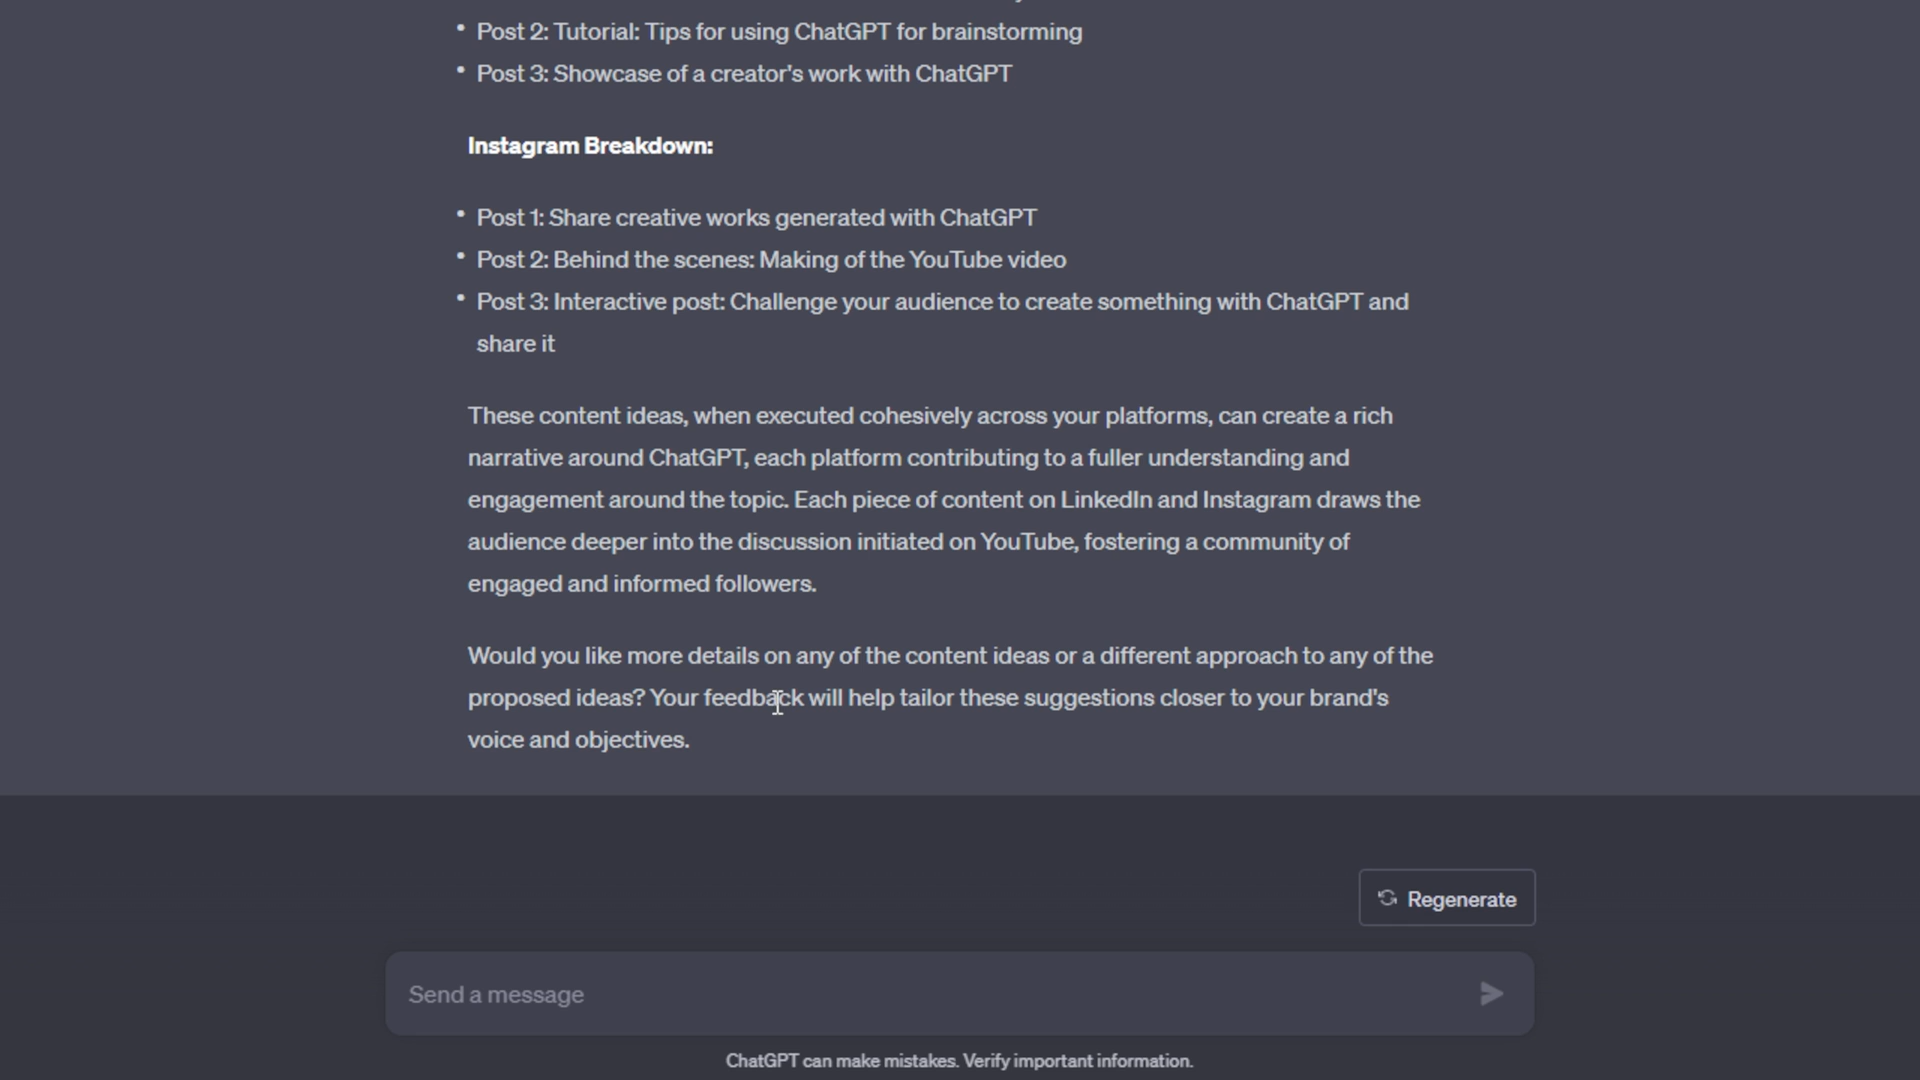 • Post 2: Tutorial: Tips for using ChatGPT for brainstorming
• Post 3: Showcase of a creator's work with ChatGPT
Instagram Breakdown:
• Post 1: Share creative works generated with ChatGPT
• Post 2: Behind the scenes: Making of the YouTube video
• Post 3: Interactive post: Challenge your audience to create something with ChatGPT and
share it
These content ideas, when executed cohesively across your platforms, can create a rich
narrative around ChatGPT, each platform contributing to a fuller understanding and
engagement around the topic. Each piece of content on LinkedIn and Instagram draws the
audience deeper into the discussion initiated on YouTube, fostering a community of
engaged and informed followers.
Would you like more details on any of the content ideas or a different approach to any of the
proposed ideas? Your feedback will help tailor these suggestions closer to your brand's
voice and objectives.
Regenerate
Send a message
ChatGPT can make mistakes. Verify important information.